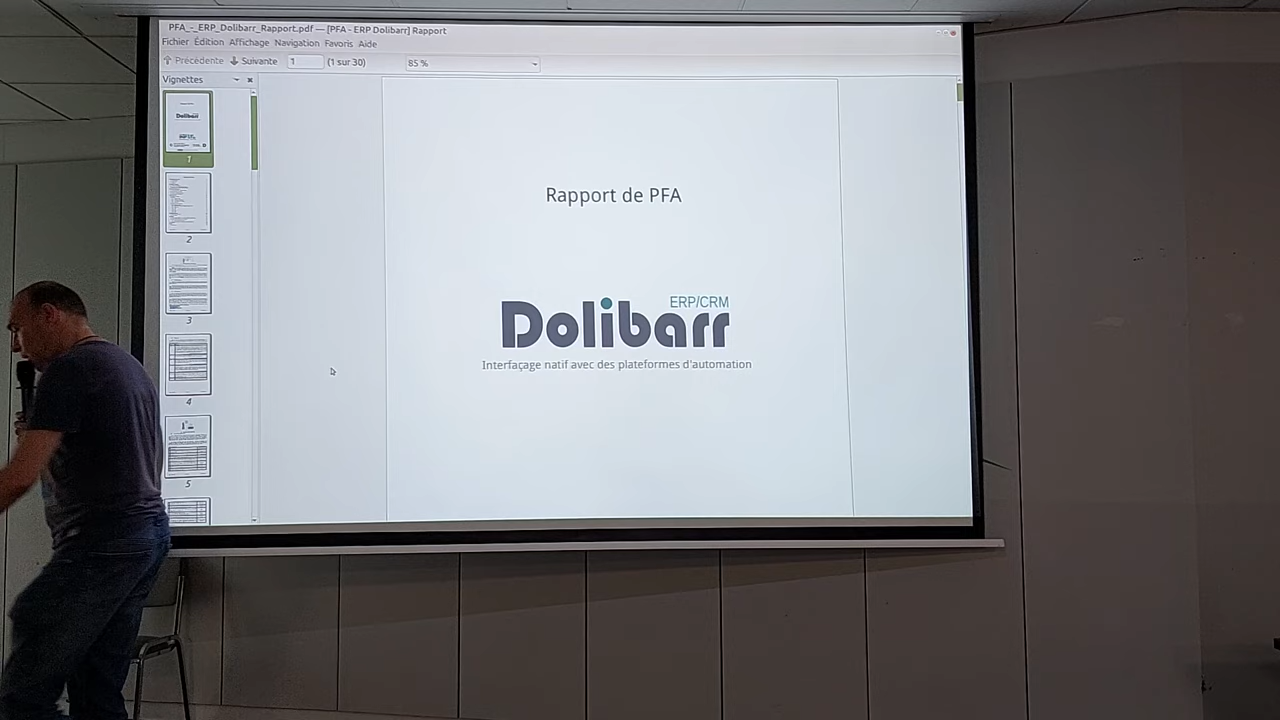 PFA_-_ERP_Dolibarr_Rapport.pdf — [PFA - ERP Dolibarr] Rapport
Fichier Édition Affichage Navigation Favoris Aide
Précédente Suivante 1 (1 sur 30) 85 %
Vignettes
Dolibarr
1
2
3
4
5
Rapport de PFA
ERP/CRM
Dolibarr
Interfaçage natif avec des plateformes d'automation